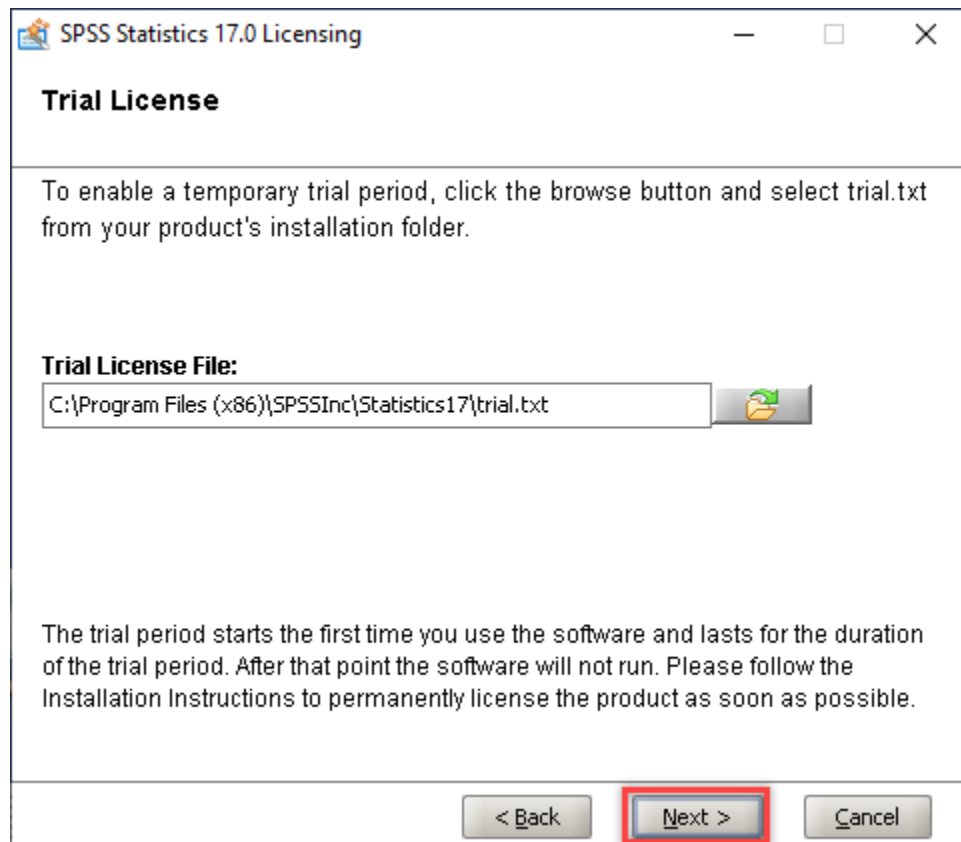 SPSS Statistics 17.0 Licensing
Trial License
To enable a temporary trial period, click the browse button and select trial.txt
from your product's installation folder.
Trial License File:
C:\Program Files (x86)\SPSSInc\Statistics17\trial.txt
The trial period starts the first time you use the software and lasts for the duration
of the trial period. After that point the software will not run. Please follow the
Installation Instructions to permanently license the product as soon as possible.
< Back Next > Cancel